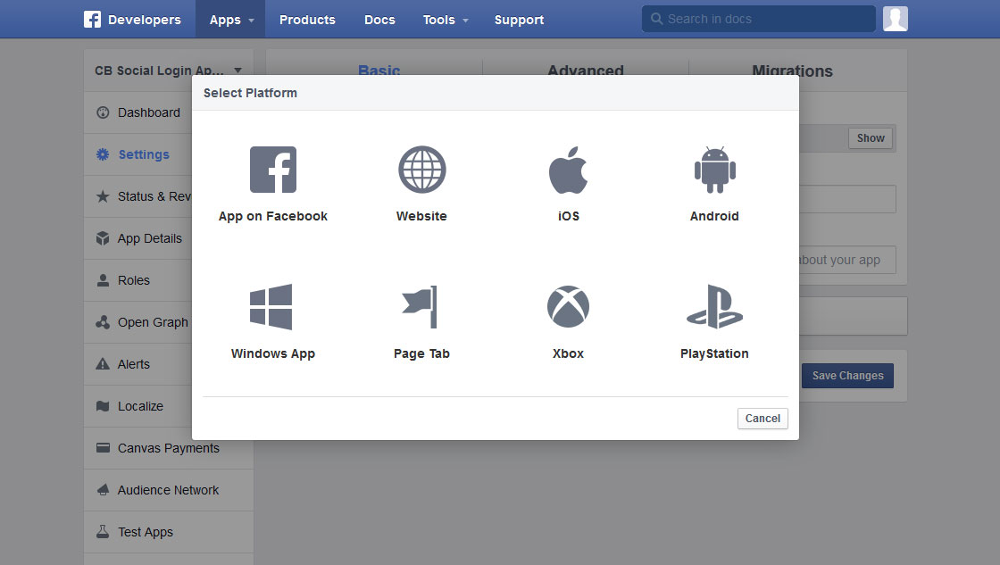 Developers
Apps
Products
Docs
Tools
Support
Search in docs
CB Social Login Ap...
Basic
Advanced
Migrations
Select Platform
Dashboard
Settings
Show
Status & Rev
App Details
App on Facebook
Website
iOS
Android
about your app
Roles
Open Graph
Windows App
Page Tab
Xbox
PlayStation
Alerts
Save Changes
Localize
Cancel
Canvas Payments
Audience Network
Test Apps